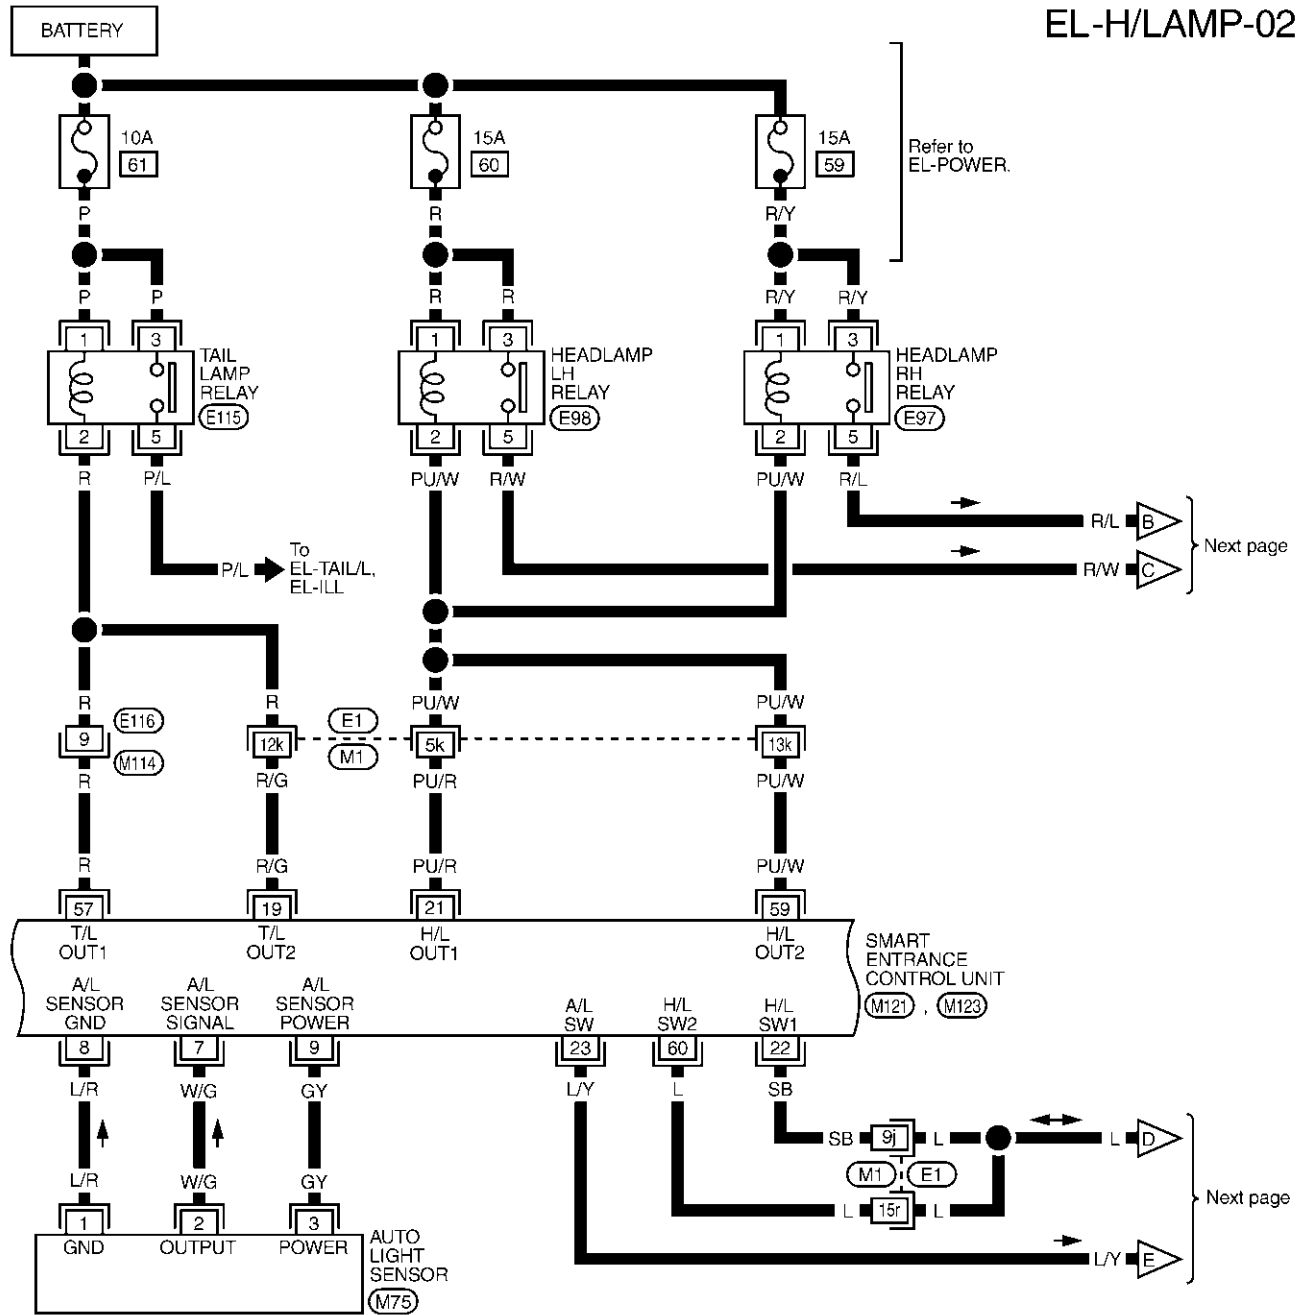 EL-H/LAMP-02
BATTERY
10A
61
15A
60
15A
59
Refer to
EL-POWER.
P
R
R/Y
P
P
R
R
R/Y
R/Y
1
3
1
3
1
3
TAIL
LAMP
RELAY
E115
HEADLAMP
LH
RELAY
E98
HEADLAMP
RH
RELAY
E97
2
5
2
5
2
5
R
P/L
PU/W
R/W
PU/W
R/L
R/L
B
Next page
P/L
To
EL-TAIL/L,
EL-ILL
R/W
C
R
R
PU/W
PU/W
E116
E1
9
12k
5k
13k
M114
M1
R
R/G
PU/R
PU/W
R
R/G
PU/R
PU/W
57
19
21
59
T/L
OUT1
T/L
OUT2
H/L
OUT1
H/L
OUT2
SMART
ENTRANCE
CONTROL UNIT
M121 , M123
A/L
SENSOR
GND
A/L
SENSOR
SIGNAL
A/L
SENSOR
POWER
A/L
SW
H/L
SW2
H/L
SW1
8
7
9
23
60
22
L/R
W/G
GY
L/Y
L
SB
SB
9j
L
L
D
M1
E1
L/R
W/G
GY
L
15r
L
Next page
1
2
3
GND
OUTPUT
POWER
AUTO
LIGHT
SENSOR
M75
L/Y
E